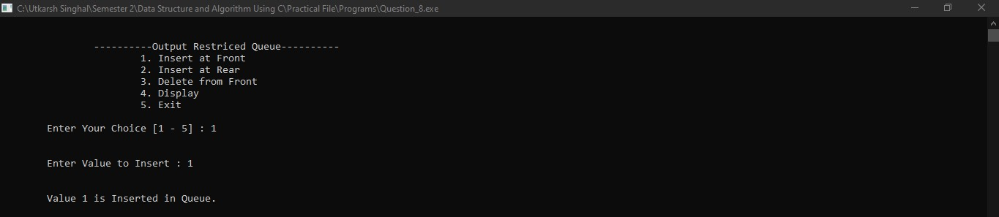 C:\Utkarsh Singhal\Semester 2\Data Structure and Algorithm Using C\Practical File\Programs\Question_8.exe
----------Output Restriced Queue----------
1. Insert at Front
2. Insert at Rear
3. Delete from Front
4. Display
5. Exit
Enter Your Choice [1 - 5] : 1
Enter Value to Insert : 1
Value 1 is Inserted in Queue.